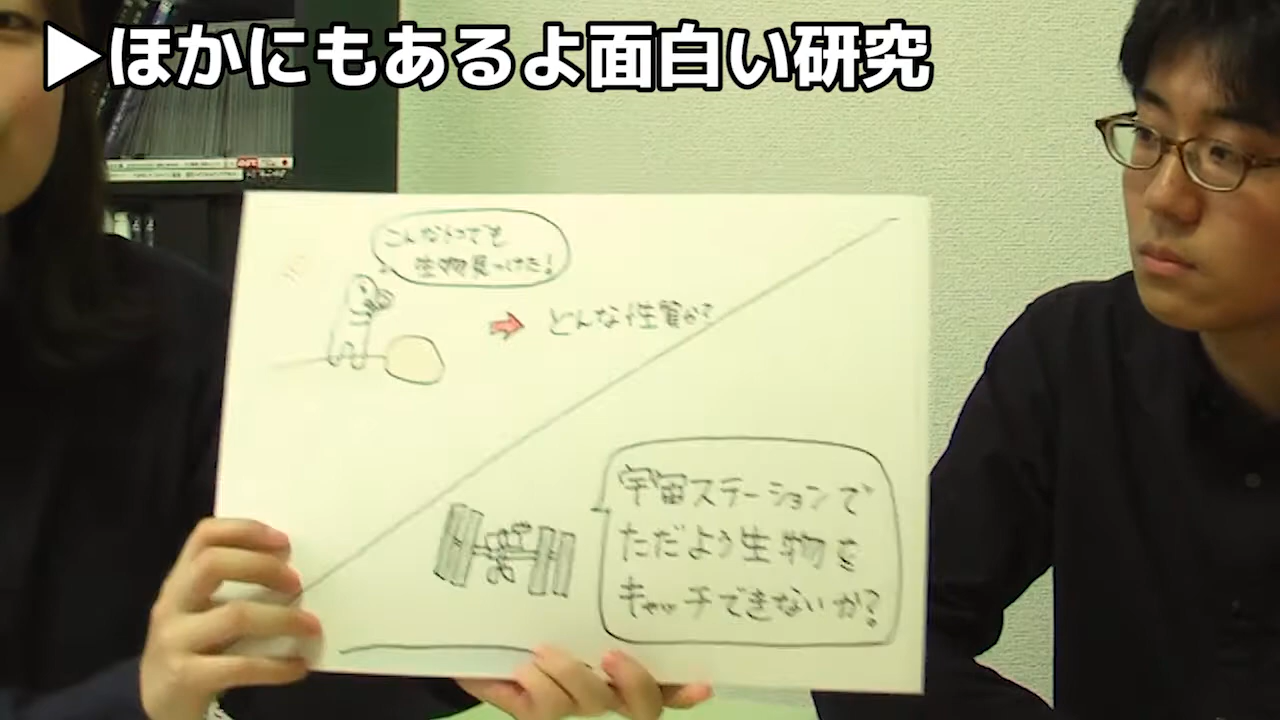 ▶ほかにもあるよ面白い研究
こんなトコでも
生物見つけた!
どんな性質か?
宇宙ステーションで
ただよう生物を
キャッチできないか?